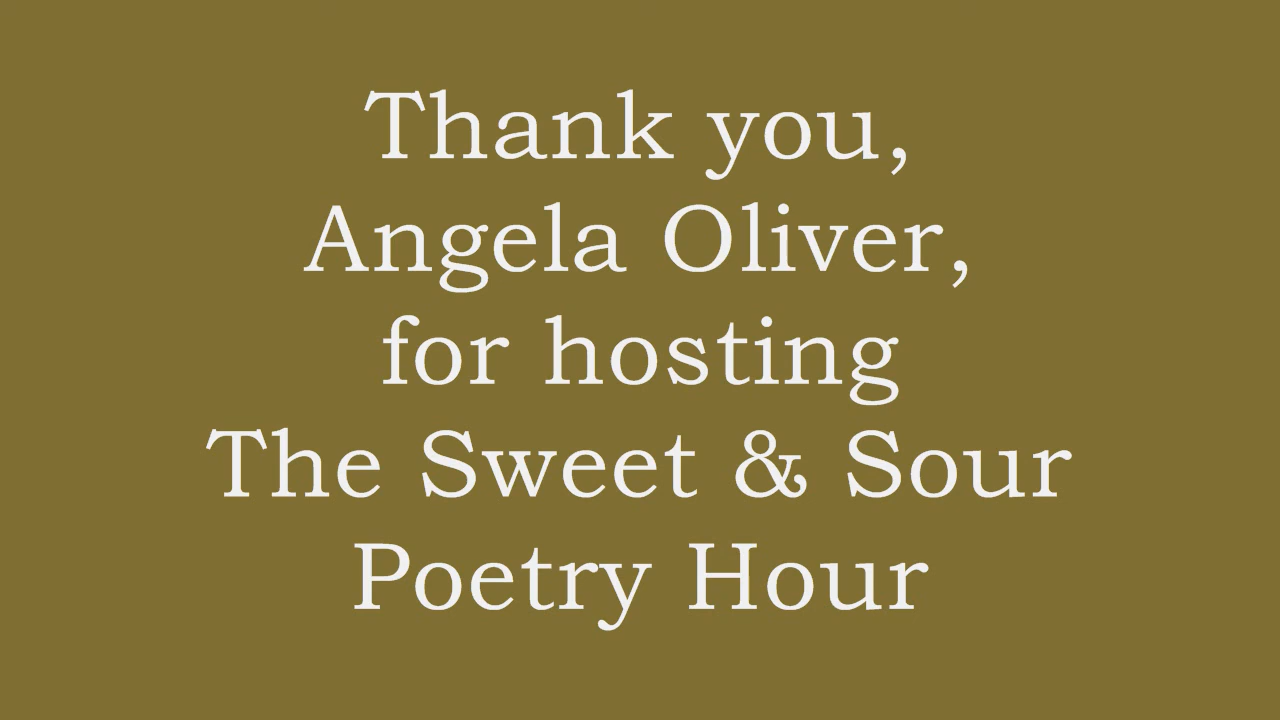 Thank you,
Angela Oliver,
for hosting
The Sweet & Sour
Poetry Hour